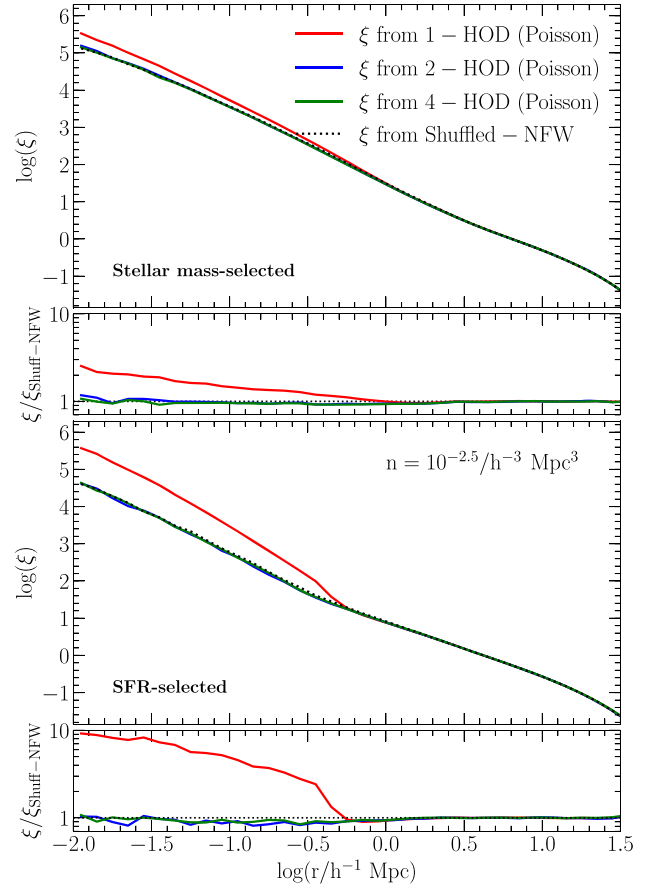 6
5
4
3
2
1
0
−1
log(ξ)
ξ from 1 − HOD (Poisson)
ξ from 2 − HOD (Poisson)
ξ from 4 − HOD (Poisson)
ξ from Shuffled − NFW
Stellar mass-selected
10
1
ξ/ξShuff−NFW
6
5
4
3
2
1
0
−1
log(ξ)
n = 10^−2.5/h^−3 Mpc^3
SFR-selected
10
1
ξ/ξShuff−NFW
−2.0 −1.5 −1.0 −0.5 0.0 0.5 1.0 1.5
log(r/h^−1 Mpc)